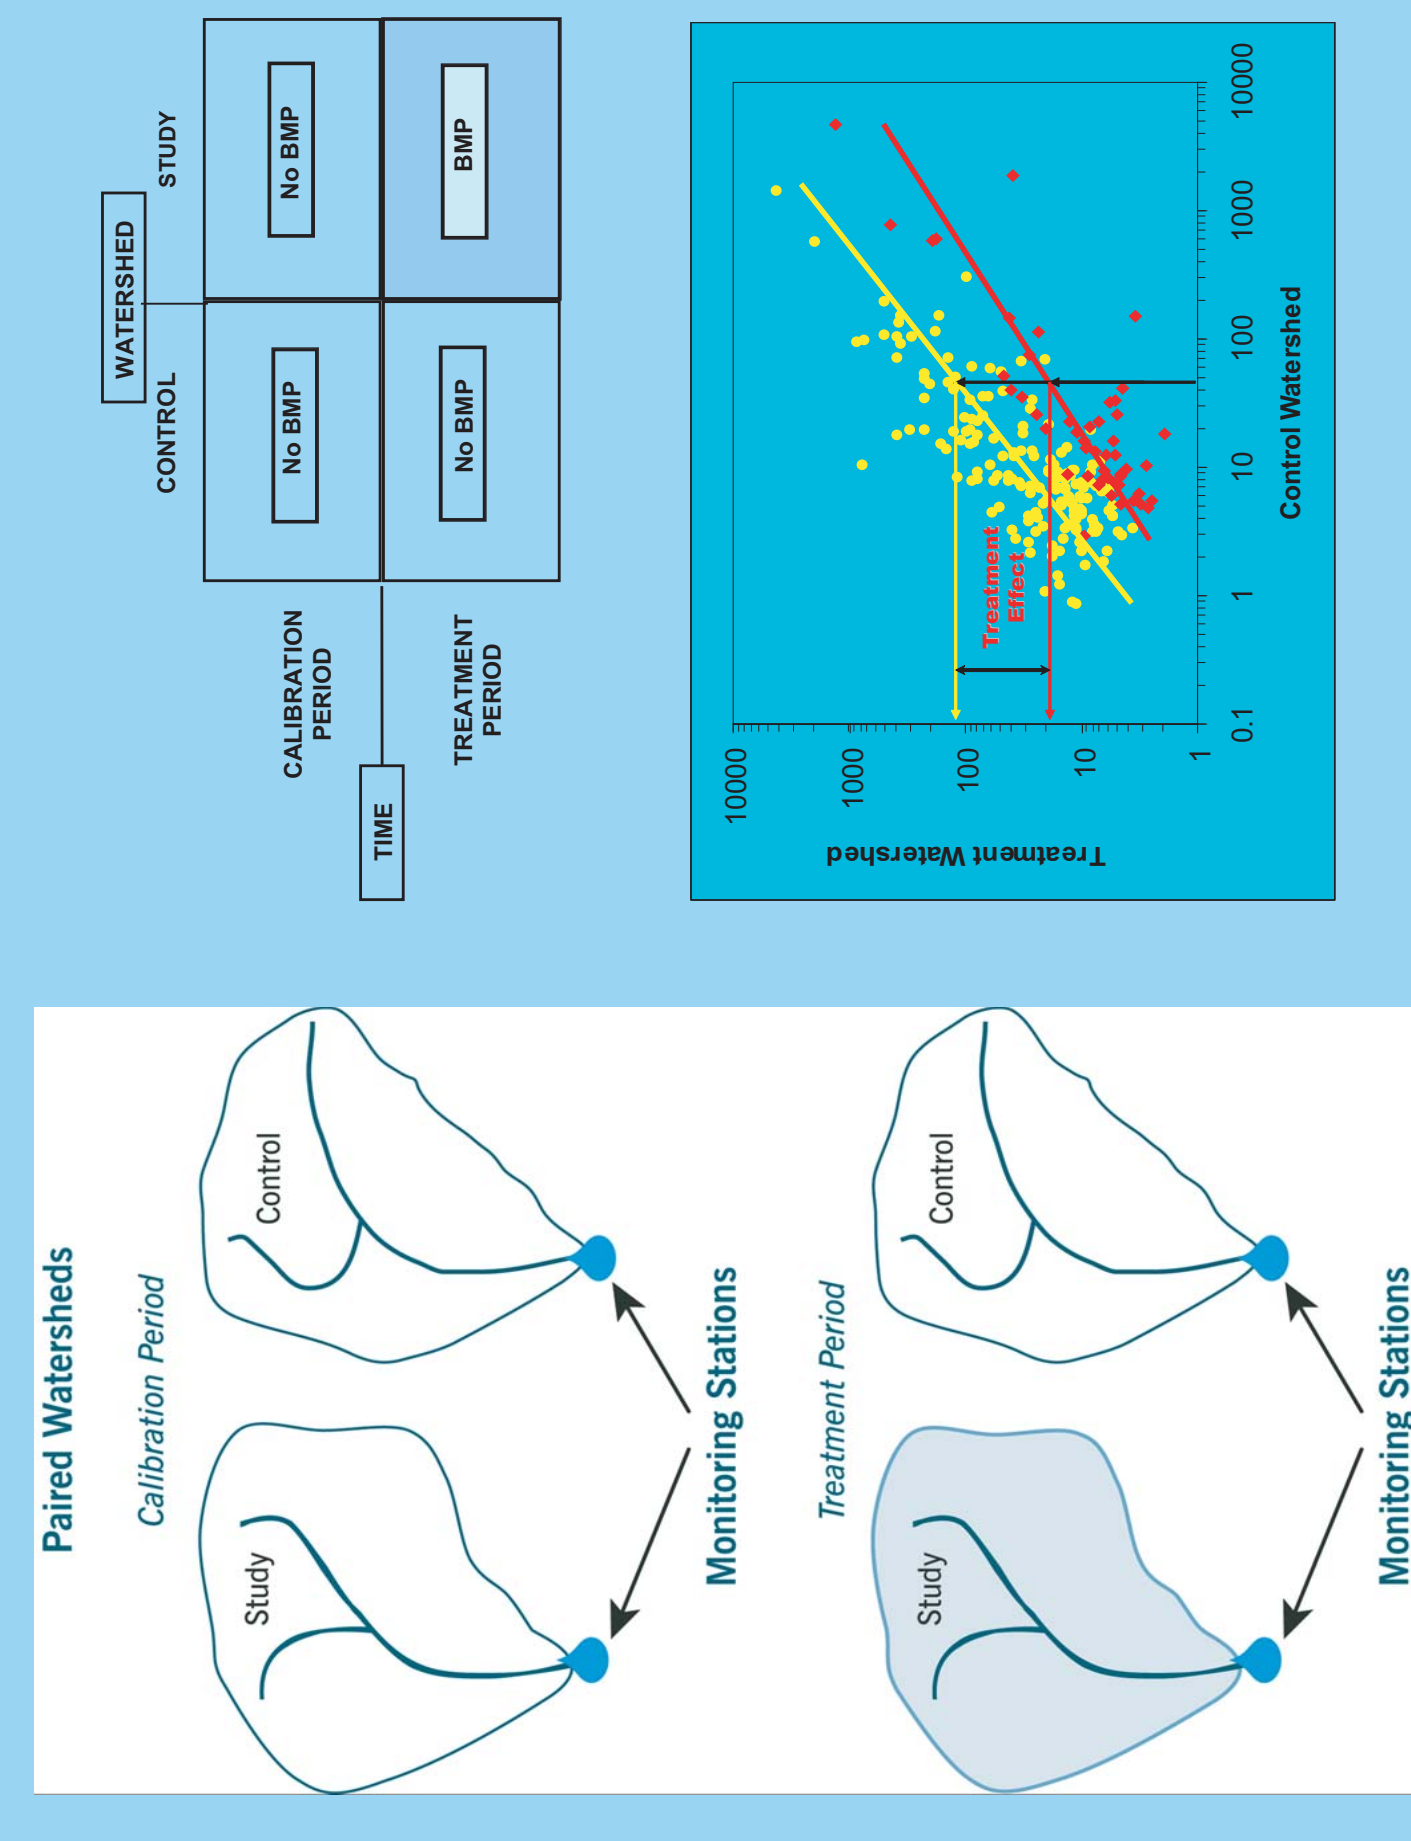 Paired Watersheds
Calibration Period
Study
Control
Monitoring Stations
Treatment Period
Study
Control
Monitoring Stations
WATERSHED
CONTROL
STUDY
CALIBRATION
PERIOD
No BMP
No BMP
TIME
TREATMENT
PERIOD
No BMP
BMP
Treatment Watershed
10000
1000
100
10
1
Treatment
Effect
0.1
1
10
100
1000
10000
Control Watershed